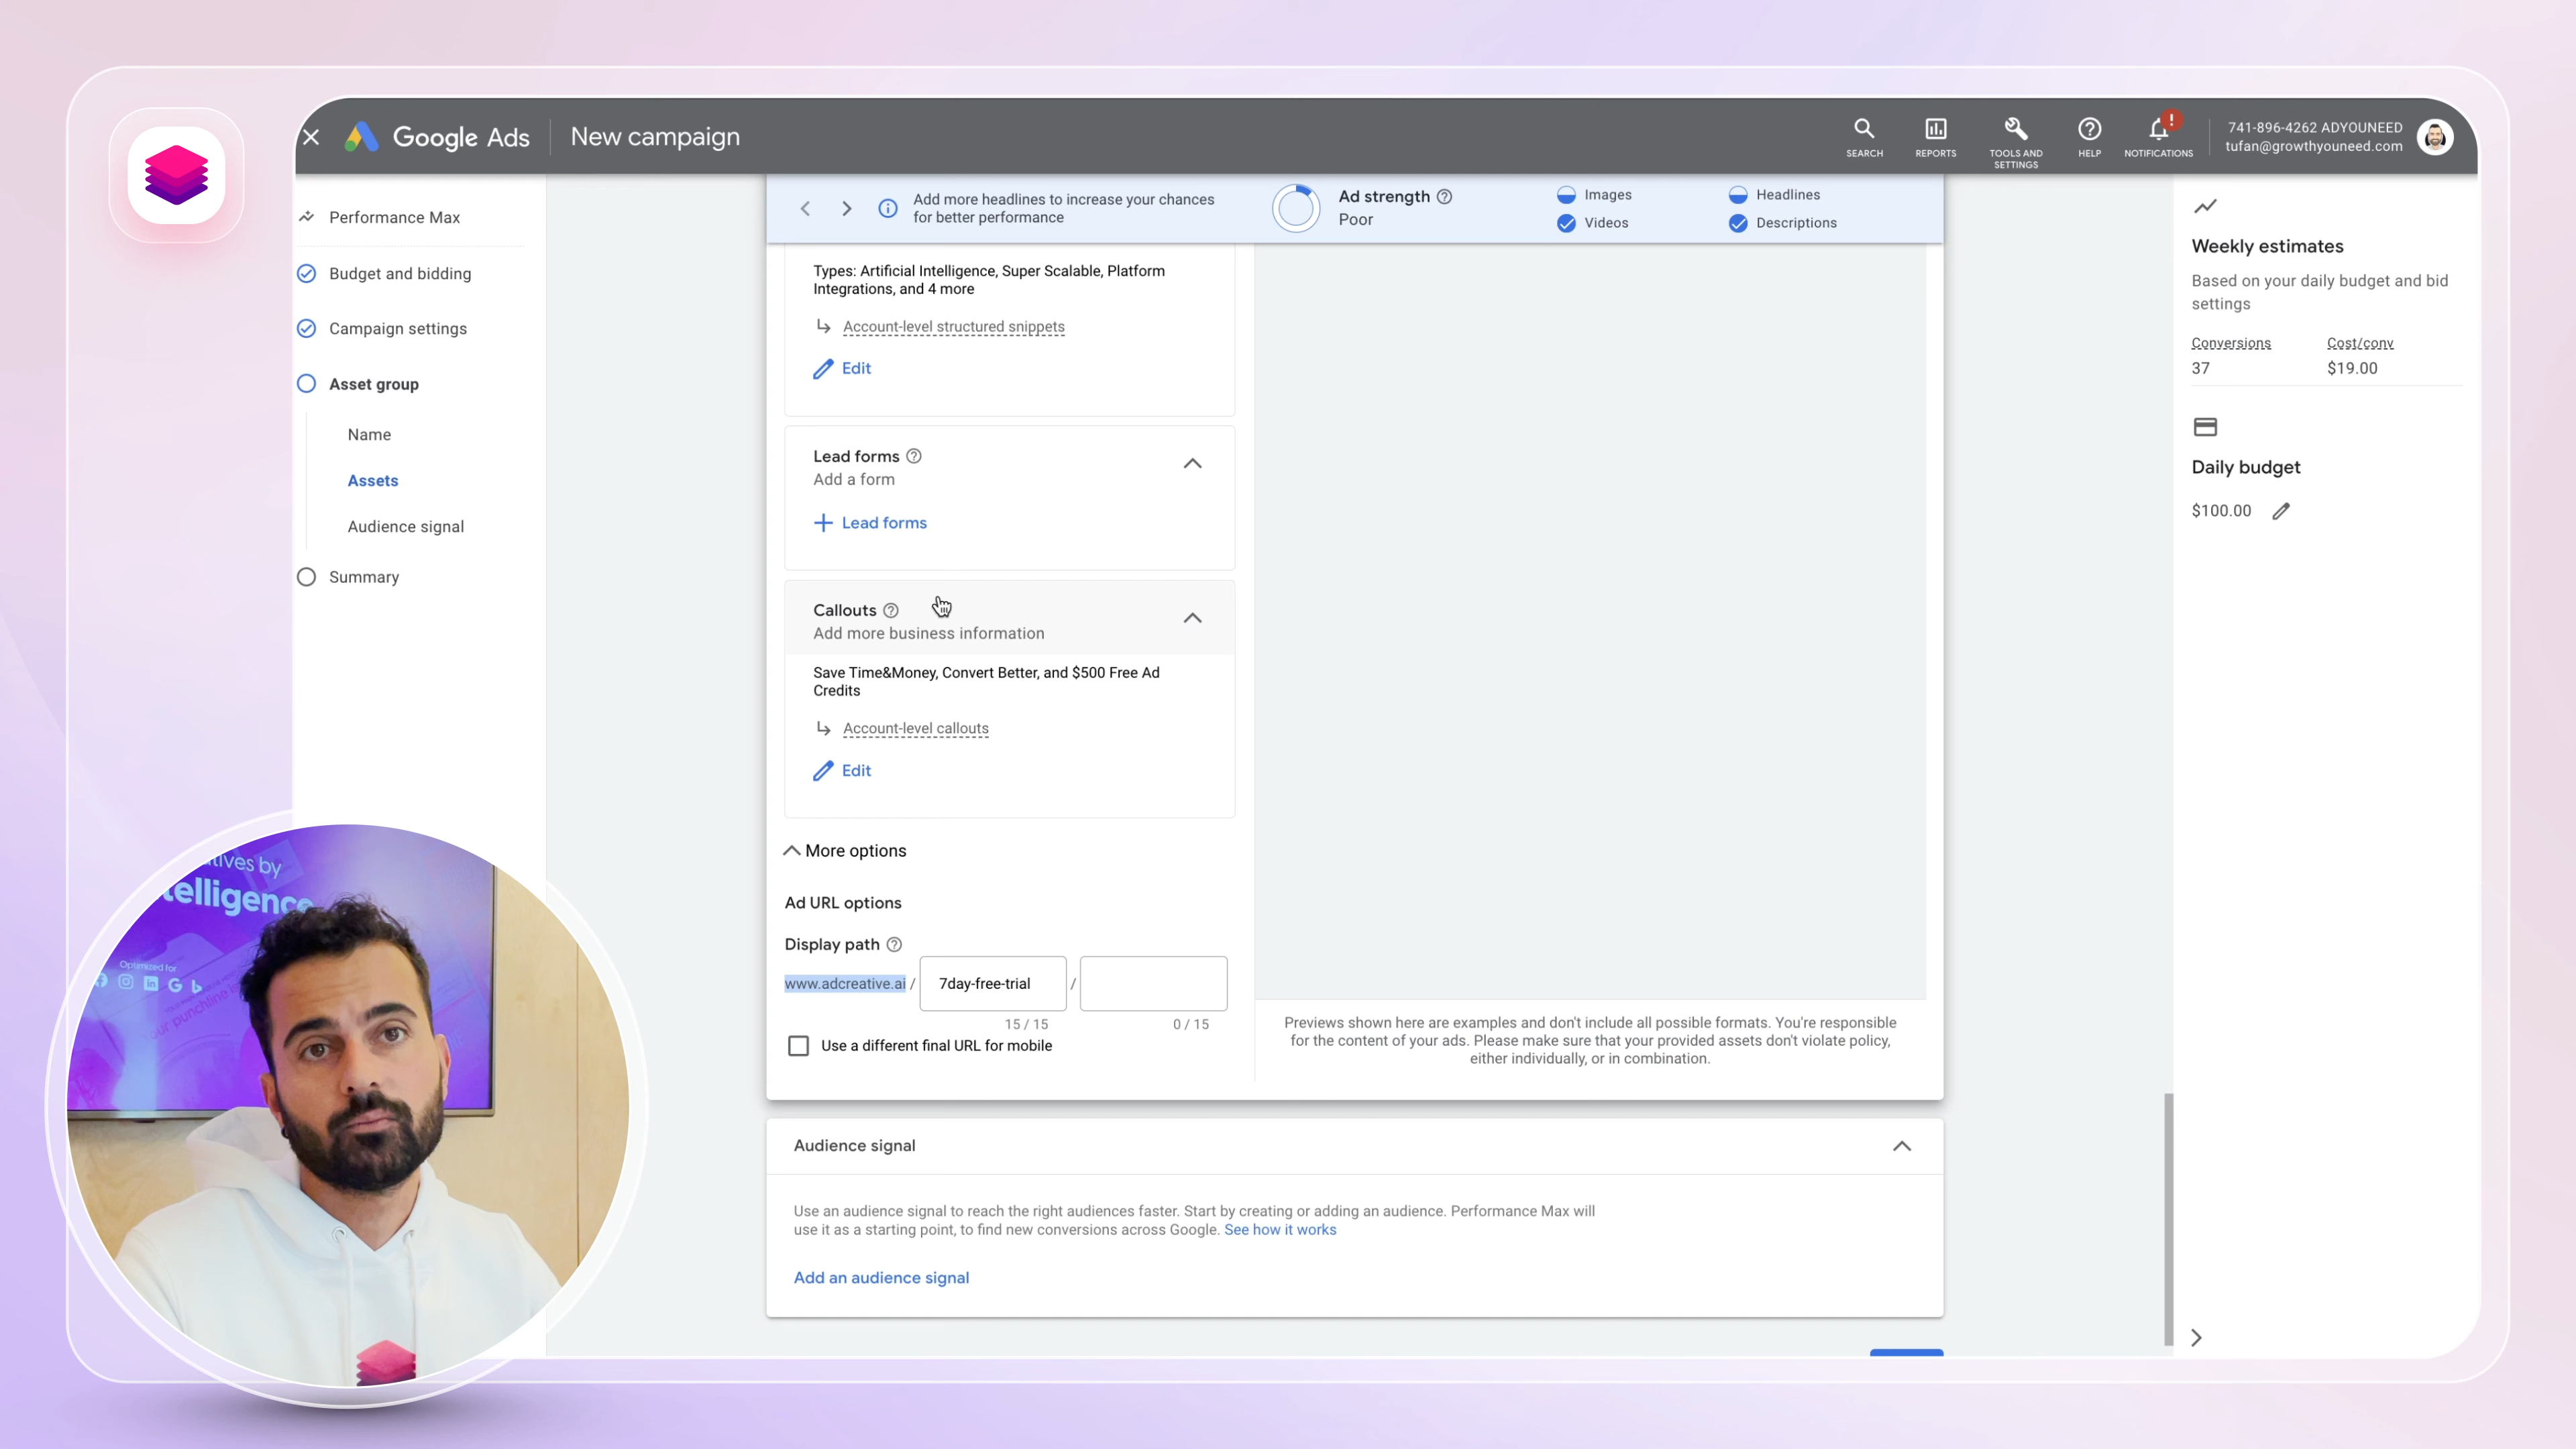 Google Ads
New campaign
SEARCH
REPORTS
TOOLS AND
SETTINGS
HELP
!
NOTIFICATIONS
741-896-4262 ADYOUNEED
tufan@growthyouneed.com
Performance Max
Budget and bidding
Campaign settings
Asset group
Name
Assets
Audience signal
Summary
Add more headlines to increase your chances
for better performance
Ad strength
Poor
Images
Videos
Headlines
Descriptions
Types: Artificial Intelligence, Super Scalable, Platform
Integrations, and 4 more
Account-level structured snippets
Edit
Lead forms
Add a form
Lead forms
Callouts
Add more business information
Save Time&Money, Convert Better, and $500 Free Ad
Credits
Account-level callouts
Edit
More options
Ad URL options
Display path
www.adcreative.ai / 7day-free-trial /
15 / 15
0 / 15
Use a different final URL for mobile
Previews shown here are examples and don't include all possible formats. You're responsible
for the content of your ads. Please make sure that your provided assets don't violate policy,
either individually, or in combination.
Audience signal
Use an audience signal to reach the right audiences faster. Start by creating or adding an audience. Performance Max will
use it as a starting point, to find new conversions across Google. See how it works
Add an audience signal
Weekly estimates
Based on your daily budget and bid
settings
Conversions
Cost/conv
37
$19.00
Daily budget
$100.00
by
Optimized for
your punchline